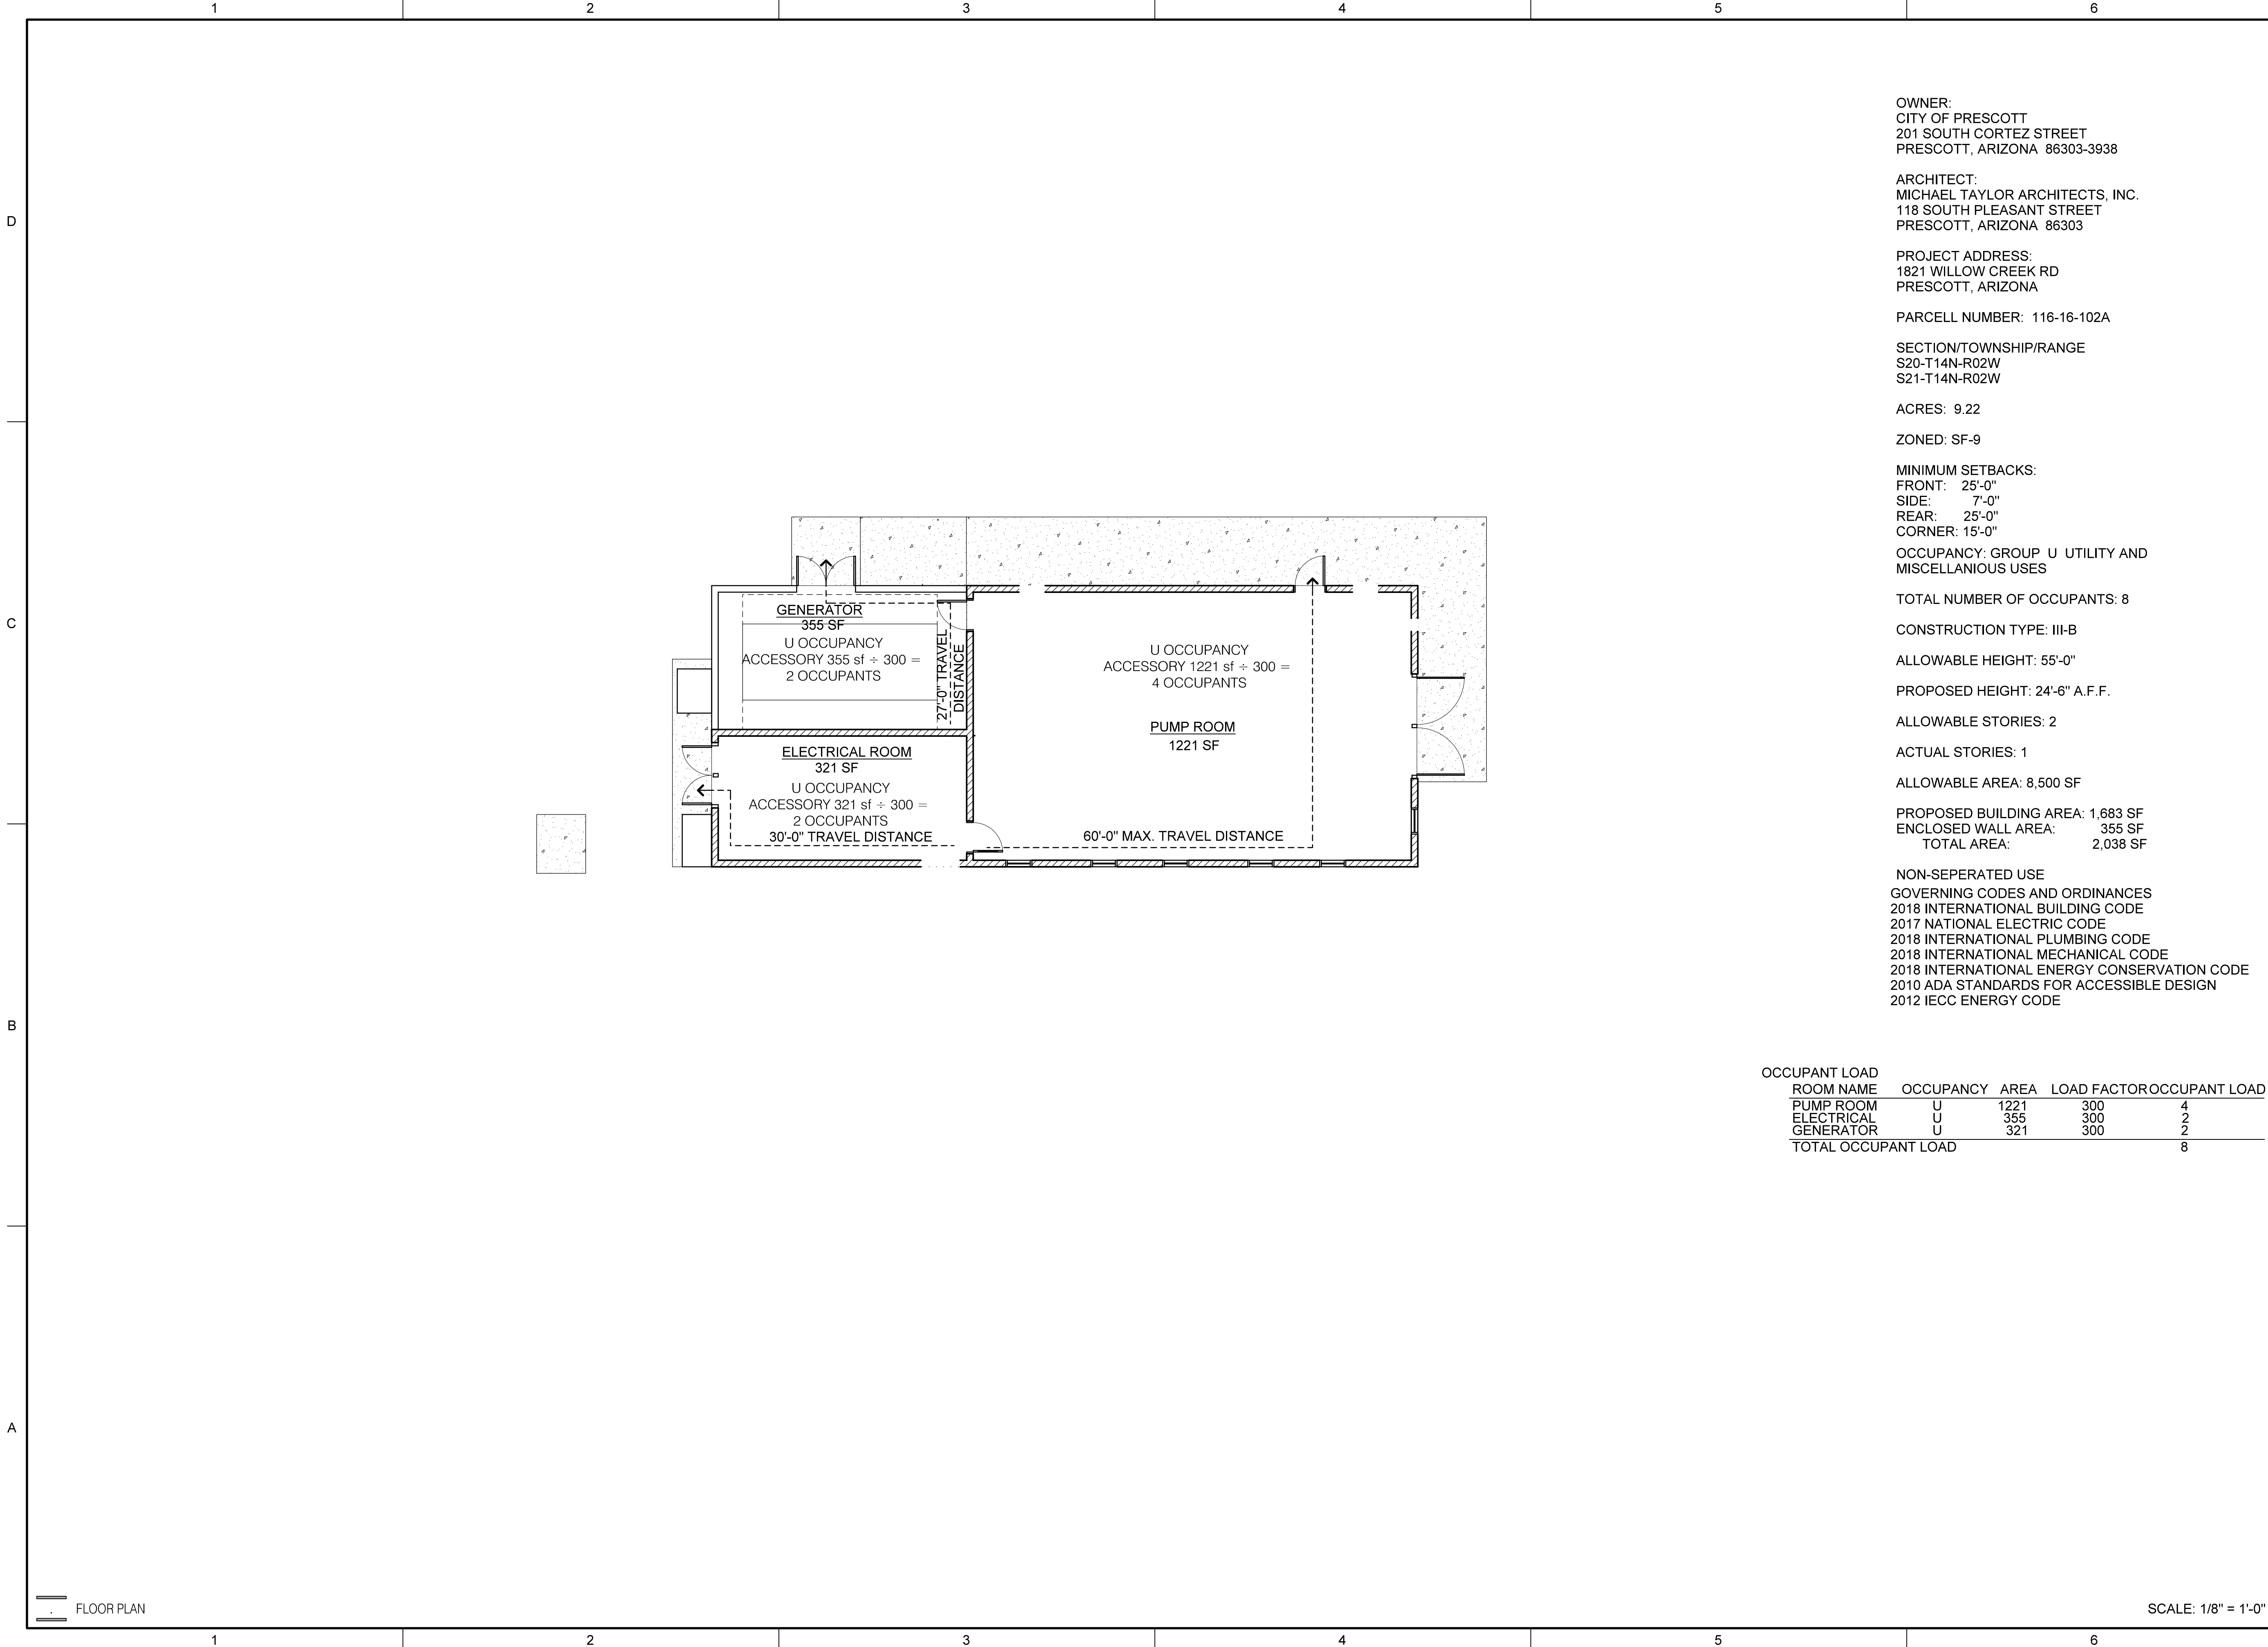 1 2 3 4 5 6
OWNER:
CITY OF PRESCOTT
201 SOUTH CORTEZ STREET
PRESCOTT, ARIZONA 86303-3938
ARCHITECT:
MICHAEL TAYLOR ARCHITECTS, INC.
118 SOUTH PLEASANT STREET
PRESCOTT, ARIZONA 86303
PROJECT ADDRESS:
1821 WILLOW CREEK RD
PRESCOTT, ARIZONA
PARCELL NUMBER: 116-16-102A
SECTION/TOWNSHIP/RANGE
S20-T14N-R02W
S21-T14N-R02W
ACRES: 9.22
ZONED: SF-9
MINIMUM SETBACKS:
FRONT: 25'-0"
SIDE: 7'-0"
REAR: 25'-0"
CORNER: 15'-0"
OCCUPANCY: GROUP U UTILITY AND
MISCELLANIOUS USES
TOTAL NUMBER OF OCCUPANTS: 8
CONSTRUCTION TYPE: III-B
ALLOWABLE HEIGHT: 55'-0"
PROPOSED HEIGHT: 24'-6" A.F.F.
ALLOWABLE STORIES: 2
ACTUAL STORIES: 1
ALLOWABLE AREA: 8,500 SF
PROPOSED BUILDING AREA: 1,683 SF
ENCLOSED WALL AREA: 355 SF
TOTAL AREA: 2,038 SF
NON-SEPERATED USE
GOVERNING CODES AND ORDINANCES
2018 INTERNATIONAL BUILDING CODE
2017 NATIONAL ELECTRIC CODE
2018 INTERNATIONAL PLUMBING CODE
2018 INTERNATIONAL MECHANICAL CODE
2018 INTERNATIONAL ENERGY CONSERVATION CODE
2010 ADA STANDARDS FOR ACCESSIBLE DESIGN
2012 IECC ENERGY CODE
D
C
B
A
GENERATOR
355 SF
U OCCUPANCY
ACCESSORY 355 sf ÷ 300 =
2 OCCUPANTS
27'-0" TRAVEL
DISTANCE
U OCCUPANCY
ACCESSORY 1221 sf ÷ 300 =
4 OCCUPANTS
PUMP ROOM
1221 SF
ELECTRICAL ROOM
321 SF
U OCCUPANCY
ACCESSORY 321 sf ÷ 300 =
2 OCCUPANTS
30'-0" TRAVEL DISTANCE
60'-0" MAX. TRAVEL DISTANCE
OCCUPANT LOAD
ROOM NAME OCCUPANCY AREA LOAD FACTOR OCCUPANT LOAD
PUMP ROOM U 1221 300 4
ELECTRICAL U 355 300 2
GENERATOR U 321 300 2
TOTAL OCCUPANT LOAD 8
FLOOR PLAN
SCALE: 1/8" = 1'-0"
1 2 3 4 5 6